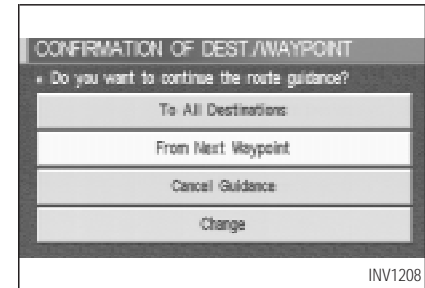 CONFIRMATION OF DEST./WAYPOINT
Do you want to continue the route guidance?
To All Destinations
From Next Waypoint
Cancel Guidance
Change
INV1208